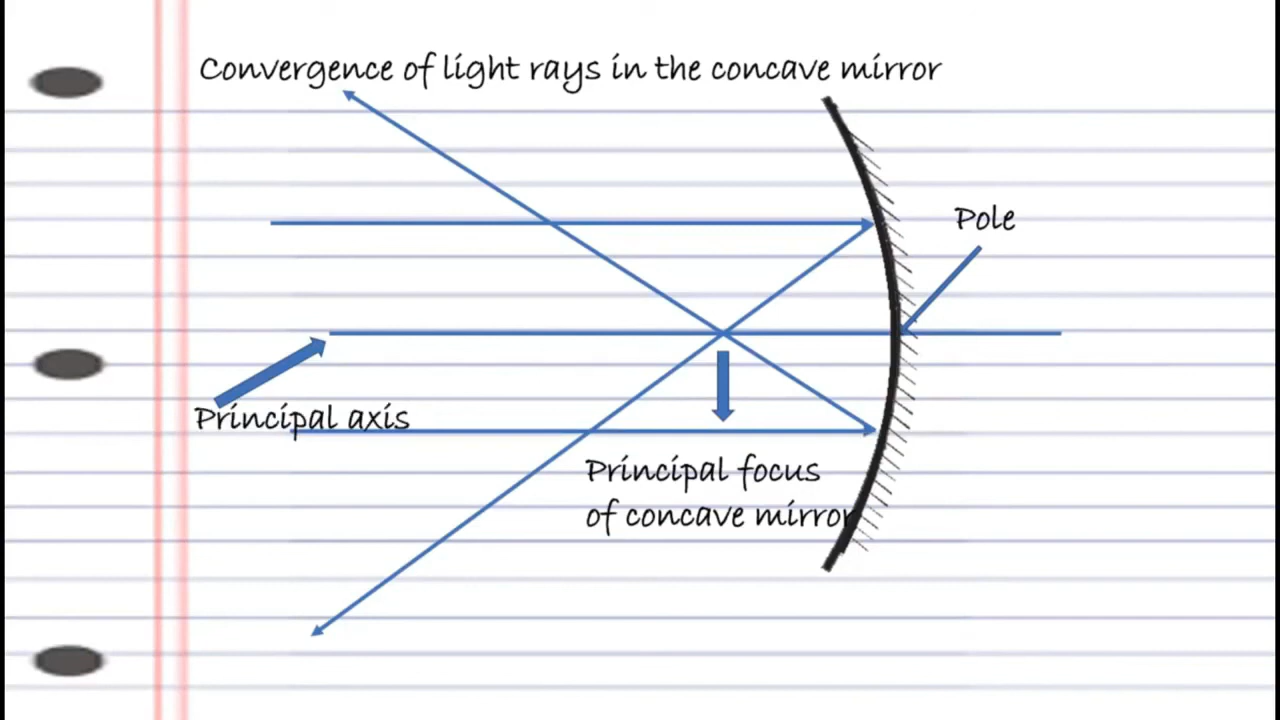 Convergence of light rays in the concave mirror
Pole
Principal axis
Principal focus
of concave mirror